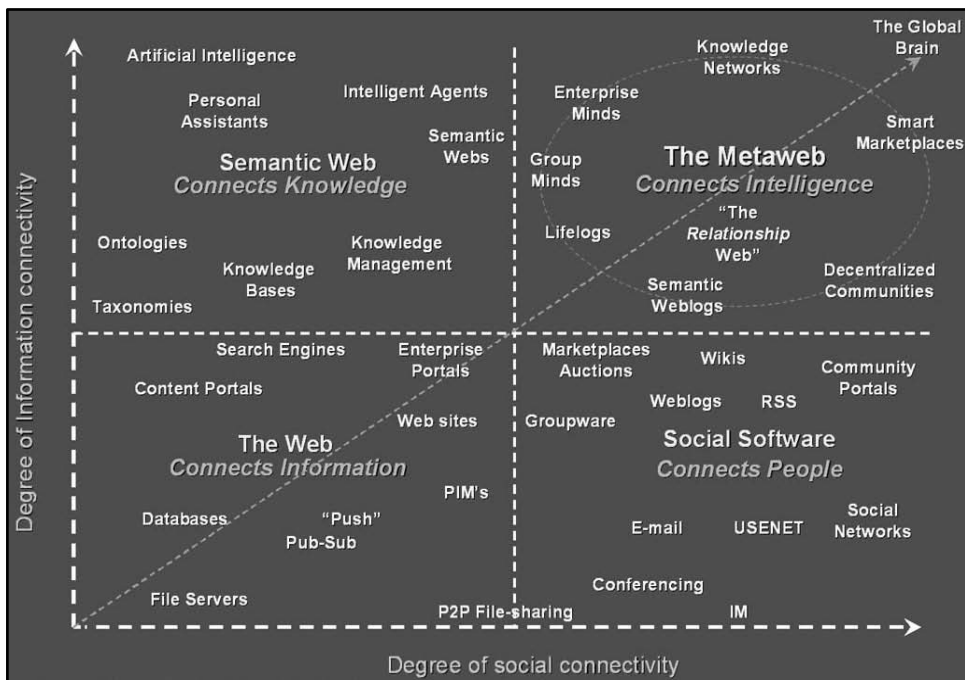 The Global
Brain
Knowledge
Networks
Artificial Intelligence
Intelligent Agents
Personal
Assistants
Enterprise
Minds
Semantic
Webs
Smart
Marketplaces
Semantic Web
Connects Knowledge
Group
Minds
The Metaweb
Connects Intelligence
"The
Relationship
Web"
Lifelogs
Ontologies
Knowledge
Management
Knowledge
Bases
Taxonomies
Semantic
Weblogs
Decentralized
Communities
Search Engines
Enterprise
Portals
Content Portals
Web sites
The Web
Connects Information
PIM's
Databases
"Push"
Pub-Sub
File Servers
P2P File-sharing
Marketplaces
Auctions
Wikis
Community
Portals
Weblogs
RSS
Groupware
Social Software
Connects People
E-mail
USENET
Social
Networks
Conferencing
IM
Degree of Information connectivity
Degree of social connectivity